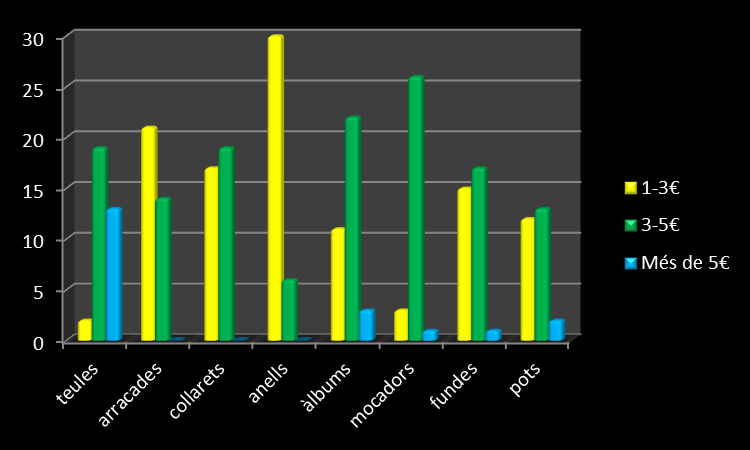 30
25
20
15
10
5
0
teules
arracades
collarets
anells
àlbums
mocadors
fundes
pots
1-3€
3-5€
Més de 5€